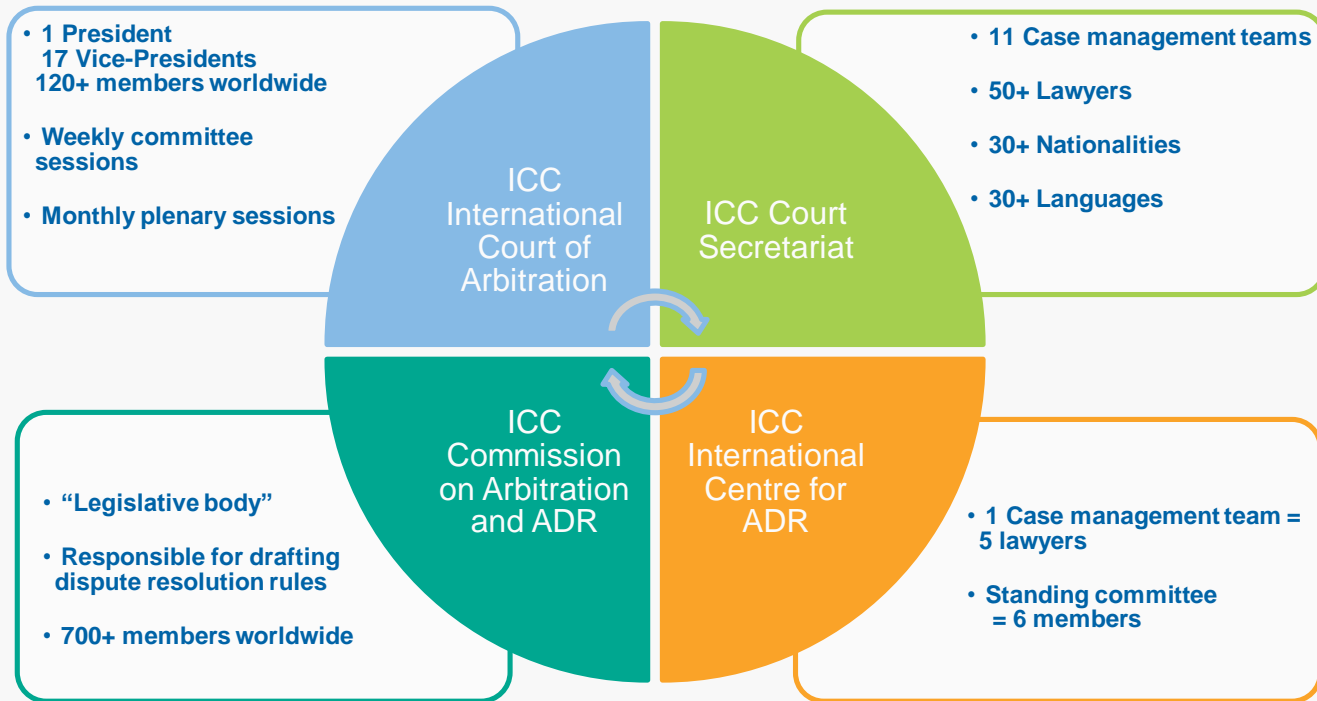 • 1 President
17 Vice-Presidents
120+ members worldwide
• Weekly committee
sessions
• Monthly plenary sessions
ICC
International
Court of
Arbitration
ICC Court
Secretariat
• 11 Case management teams
• 50+ Lawyers
• 30+ Nationalities
• 30+ Languages
• “Legislative body”
• Responsible for drafting
dispute resolution rules
• 700+ members worldwide
ICC
Commission
on Arbitration
and ADR
ICC
International
Centre for
ADR
• 1 Case management team =
5 lawyers
• Standing committee
= 6 members